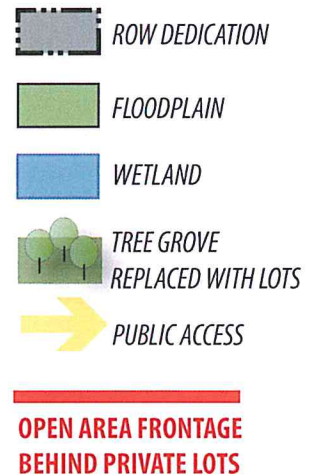 ROW DEDICATION
FLOODPLAIN
WETLAND
TREE GROVE
REPLACED WITH LOTS
PUBLIC ACCESS
OPEN AREA FRONTAGE
BEHIND PRIVATE LOTS